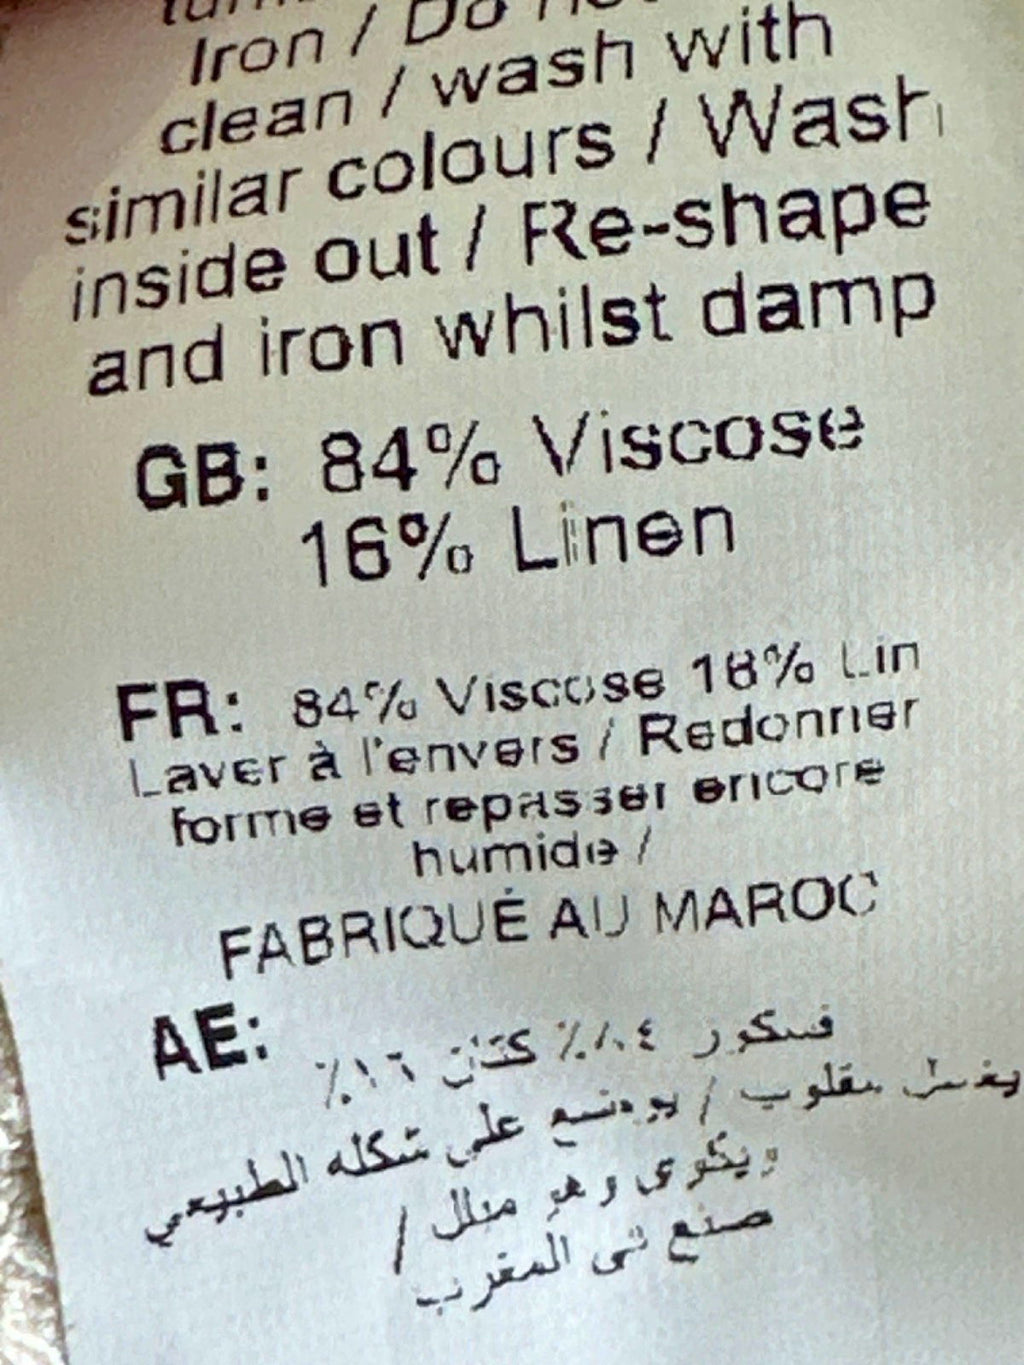 Iron / Do
clean / wash with
similar colours / Wash
inside out / Re-shape
and iron whilst damp
GB: 84% Viscose
16% Linen
FR: 84% Viscose 16% Lin
Laver à l'envers / Redonner
forme et repasser encore
humide /
FABRIQUÉ AU MAROC
AE: فسكوز ٨٤٪ كتان ١٦٪
يغسل مقلوب / يوضع على شكله الطبيعي
ويكوى وهو مبلل /
صنع في المغرب